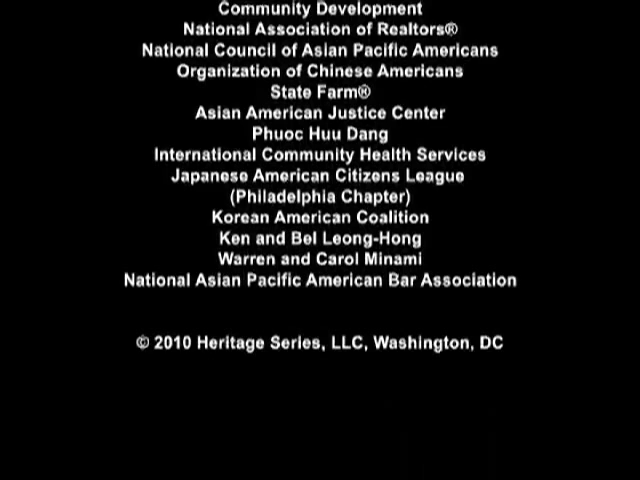 Community Development
National Association of Realtors®
National Council of Asian Pacific Americans
Organization of Chinese Americans
State Farm®
Asian American Justice Center
Phuoc Huu Dang
International Community Health Services
Japanese American Citizens League
(Philadelphia Chapter)
Korean American Coalition
Ken and Bel Leong-Hong
Warren and Carol Minami
National Asian Pacific American Bar Association
© 2010 Heritage Series, LLC, Washington, DC